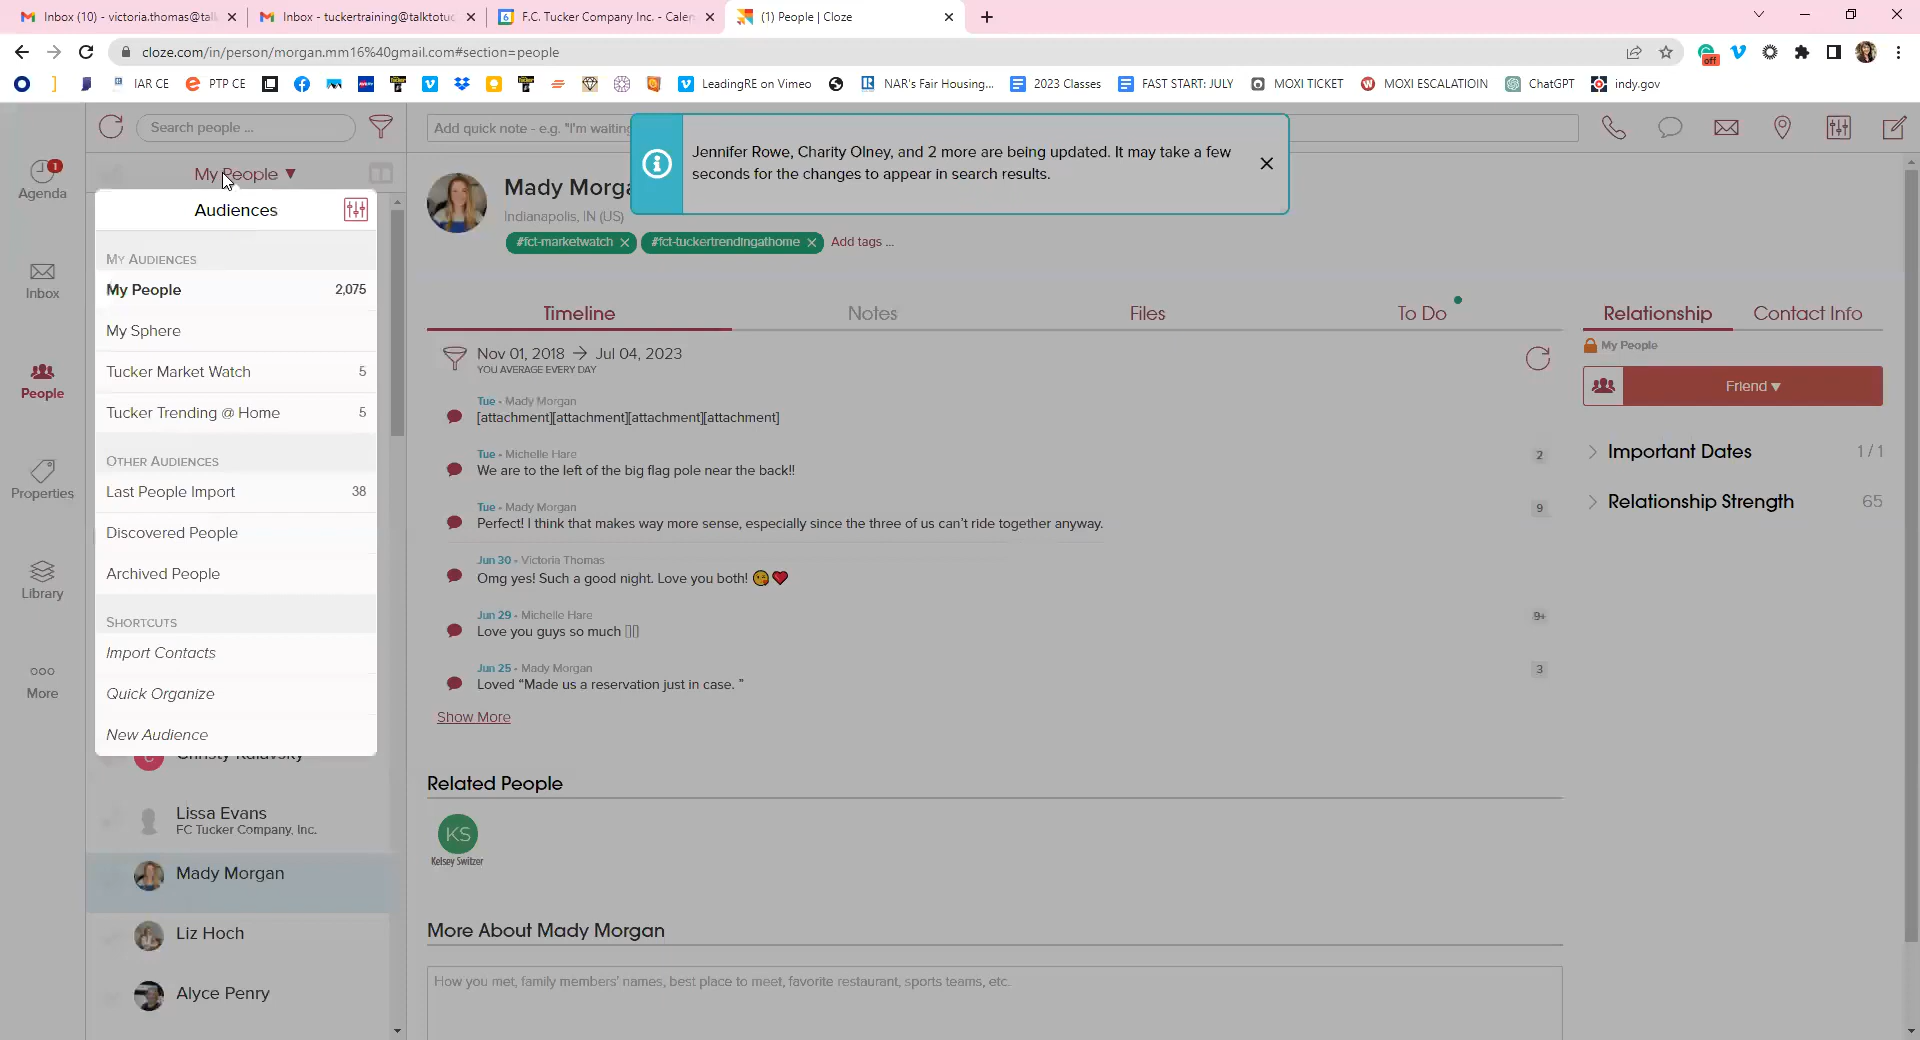 Inbox (10) - victoria.thomas@tal
Inbox - tuckertraining@talktotuc
F.C. Tucker Company Inc. - Calen
(1) People | Cloze
cloze.com/in/person/morgan.mm16%40gmail.com#section=people
off
IAR CE
PTP CE
LeadingRE on Vimeo
NAR's Fair Housing...
2023 Classes
FAST START: JULY
MOXI TICKET
MOXI ESCALATIOIN
ChatGPT
indy.gov
Search people ...
Add quick note - e.g. "I'm waiting
Jennifer Rowe, Charity Olney, and 2 more are being updated. It may take a few
seconds for the changes to appear in search results.
1
Agenda
Inbox
People
Properties
Library
More
My People ▼
Audiences
MY AUDIENCES
My People 2,075
My Sphere
Tucker Market Watch 5
Tucker Trending @ Home 5
OTHER AUDIENCES
Last People Import 38
Discovered People
Archived People
SHORTCUTS
Import Contacts
Quick Organize
New Audience
Christy Kalavsky
Lissa Evans
FC Tucker Company, Inc.
Mady Morgan
Liz Hoch
Alyce Penry
Mady Morga
Indianapolis, IN (US)
#fct-marketwatch
#fct-tuckertrendingathome
Add tags ...
Timeline
Notes
Files
To Do
Nov 01, 2018 → Jul 04, 2023
YOU AVERAGE EVERY DAY
Tue - Mady Morgan
[attachment][attachment][attachment][attachment]
Tue - Michelle Hare
We are to the left of the big flag pole near the back!!
2
Tue - Mady Morgan
Perfect! I think that makes way more sense, especially since the three of us can't ride together anyway.
9
Jun 30 - Victoria Thomas
Omg yes! Such a good night. Love you both! 😘❤️
Jun 29 - Michelle Hare
Love you guys so much
9+
Jun 25 - Mady Morgan
Loved “Made us a reservation just in case. ”
3
Show More
Related People
KS
Kelsey Switzer
More About Mady Morgan
How you met, family members' names, best place to meet, favorite restaurant, sports teams, etc.
Relationship
Contact Info
My People
Friend ▼
Important Dates 1 / 1
Relationship Strength 65